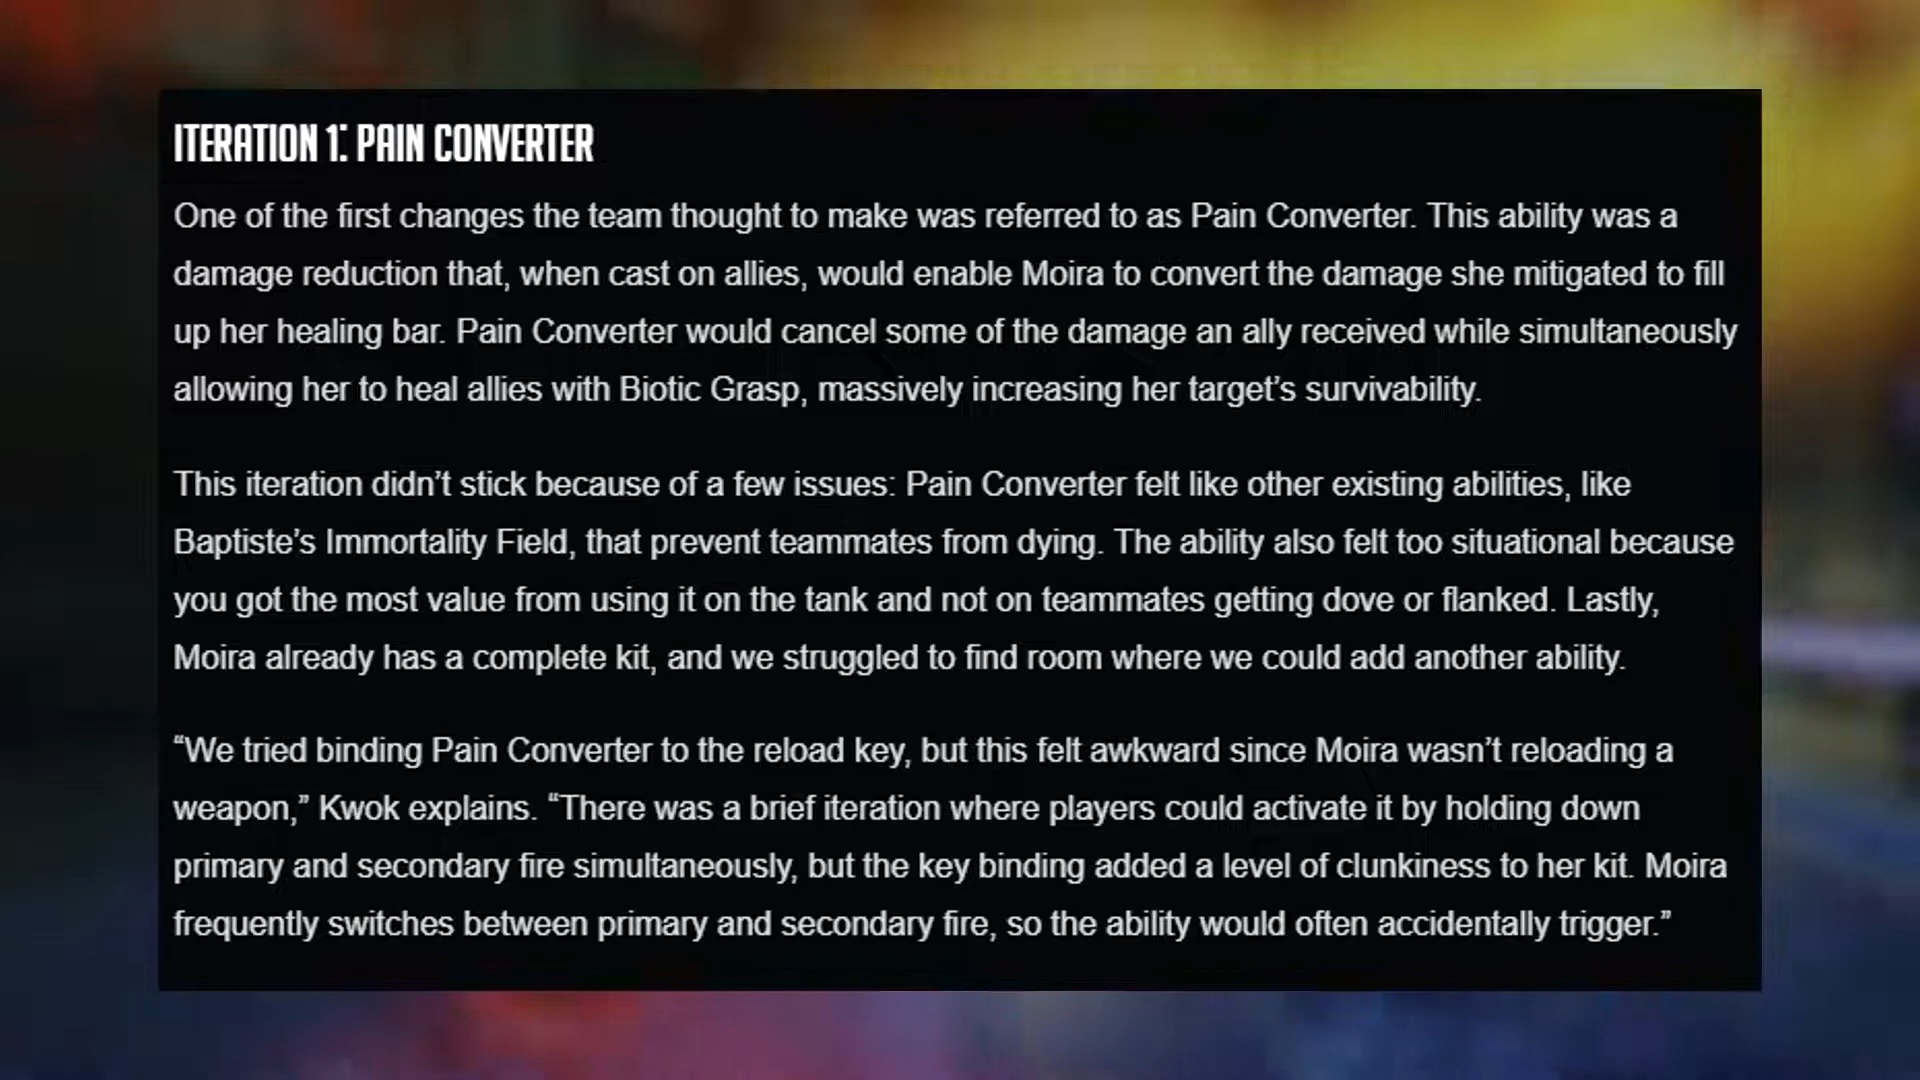 ITERATION 1: PAIN CONVERTER
One of the first changes the team thought to make was referred to as Pain Converter. This ability was a
damage reduction that, when cast on allies, would enable Moira to convert the damage she mitigated to fill
up her healing bar. Pain Converter would cancel some of the damage an ally received while simultaneously
allowing her to heal allies with Biotic Grasp, massively increasing her target’s survivability.
This iteration didn’t stick because of a few issues: Pain Converter felt like other existing abilities, like
Baptiste’s Immortality Field, that prevent teammates from dying. The ability also felt too situational because
you got the most value from using it on the tank and not on teammates getting dove or flanked. Lastly,
Moira already has a complete kit, and we struggled to find room where we could add another ability.
“We tried binding Pain Converter to the reload key, but this felt awkward since Moira wasn’t reloading a
weapon,” Kwok explains. “There was a brief iteration where players could activate it by holding down
primary and secondary fire simultaneously, but the key binding added a level of clunkiness to her kit. Moira
frequently switches between primary and secondary fire, so the ability would often accidentally trigger.”